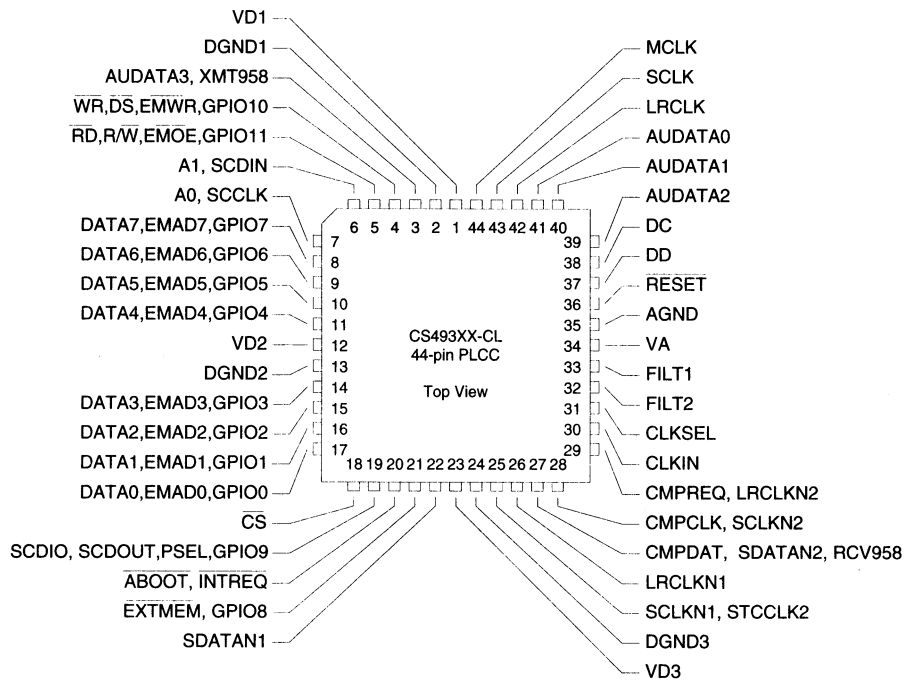 VD1
DGND1
AUDATA3, XMT958
WR,DS,EMWR,GPIO10
RD,R/W,EMOE,GPIO11
A1, SCDIN
A0, SCCLK
DATA7,EMAD7,GPIO7
DATA6,EMAD6,GPIO6
DATA5,EMAD5,GPIO5
DATA4,EMAD4,GPIO4
VD2
DGND2
DATA3,EMAD3,GPIO3
DATA2,EMAD2,GPIO2
DATA1,EMAD1,GPIO1
DATA0,EMAD0,GPIO0
CS
SCDIO, SCDOUT,PSEL,GPIO9
ABOOT, INTREQ
EXTMEM, GPIO8
SDATAN1
6 5 4 3 2 1 44 43 42 41 40
7
8
9
10
11
12
13
14
15
16
17
CS493XX-CL
44-pin PLCC
Top View
39
38
37
36
35
34
33
32
31
30
29
18 19 20 21 22 23 24 25 26 27 28
MCLK
SCLK
LRCLK
AUDATA0
AUDATA1
AUDATA2
DC
DD
RESET
AGND
VA
FILT1
FILT2
CLKSEL
CLKIN
CMPREQ, LRCLKN2
CMPCLK, SCLKN2
CMPDAT, SDATAN2, RCV958
LRCLKN1
SCLKN1, STCCLK2
DGND3
VD3